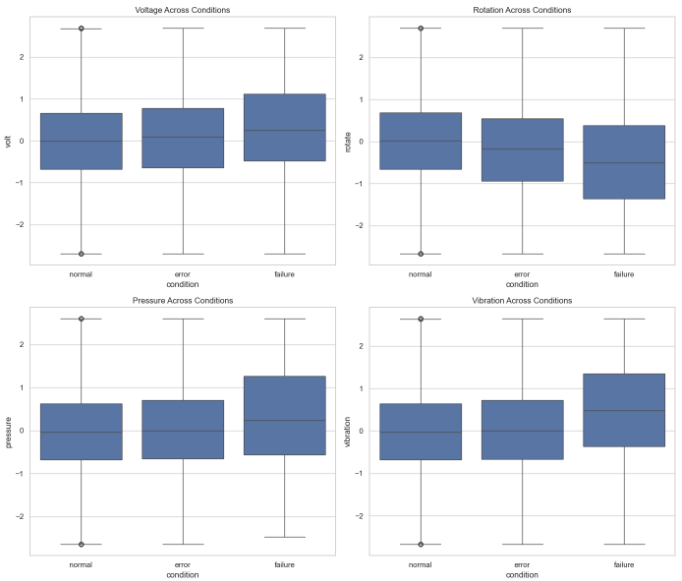 Voltage Across Conditions
2
1
0
−1
−2
volt
normal error failure
condition
Rotation Across Conditions
2
1
0
−1
−2
rotate
normal error failure
condition
Pressure Across Conditions
2
1
0
−1
−2
pressure
normal error failure
condition
Vibration Across Conditions
2
1
0
−1
−2
vibration
normal error failure
condition